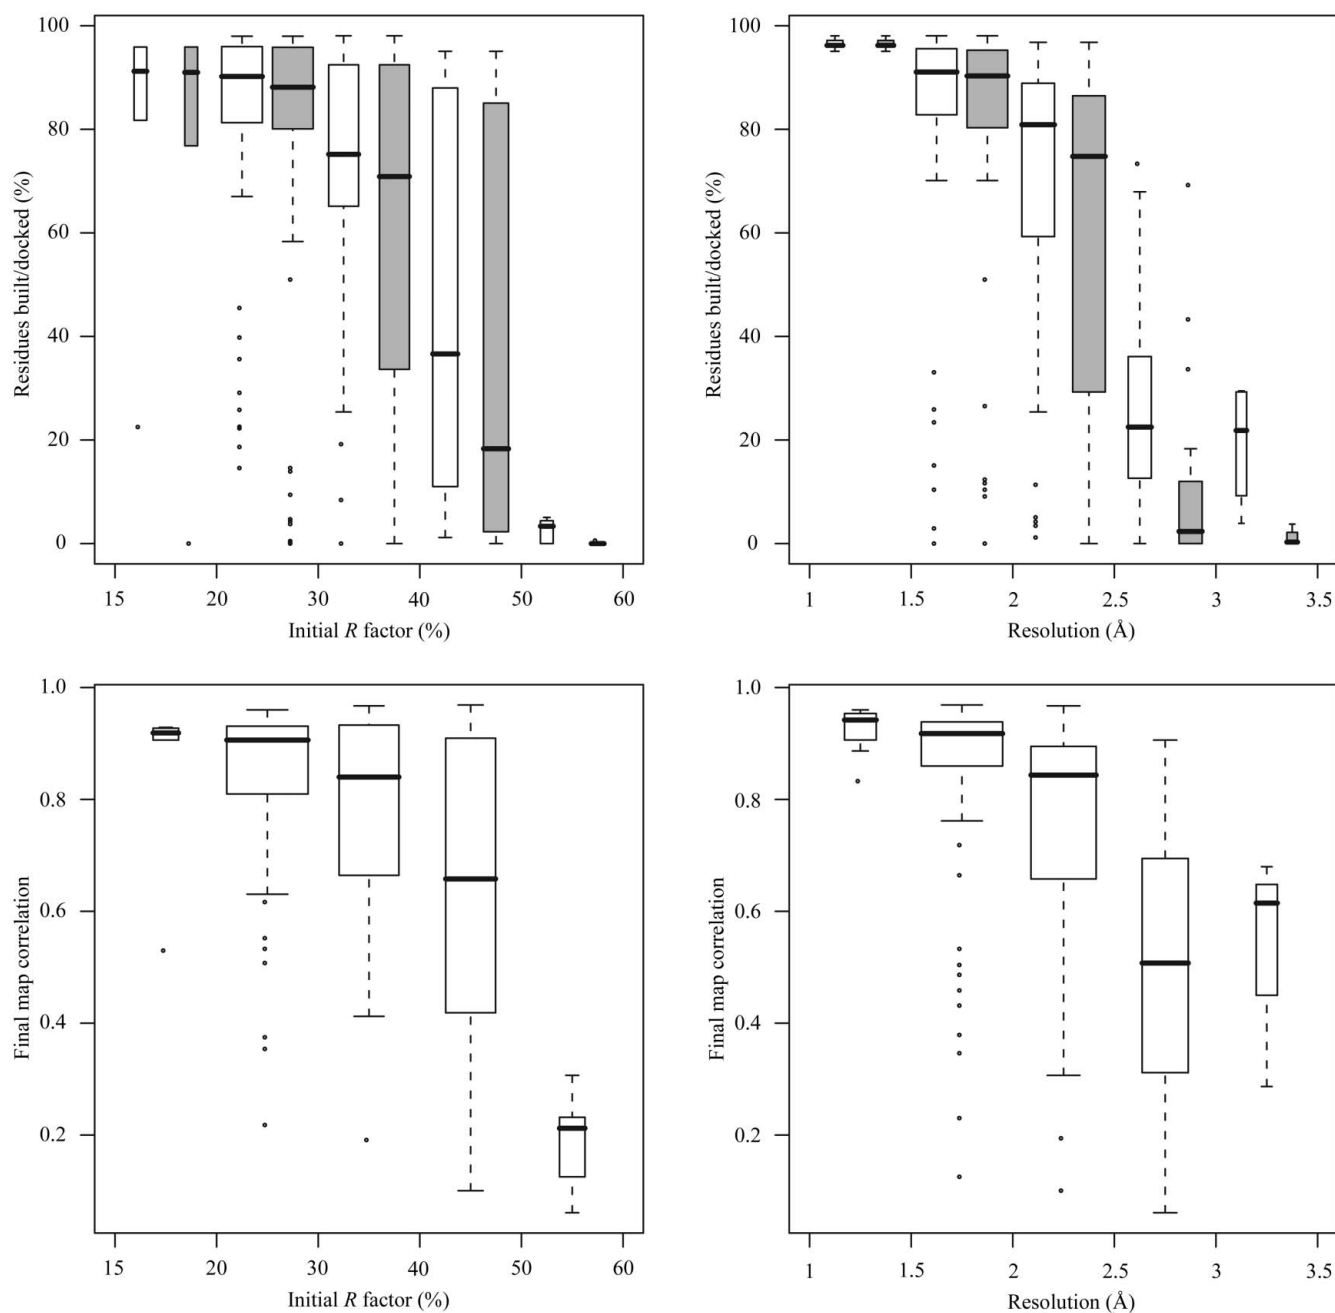 100
80
60
40
20
0
Residues built/docked (%)
15 20 30 40 50 60
Initial R factor (%)
100
80
60
40
20
0
Residues built/docked (%)
1 1.5 2 2.5 3 3.5
Resolution (Å)
1.0
0.8
0.6
0.4
0.2
Final map correlation
15 20 30 40 50 60
Initial R factor (%)
1.0
0.8
0.6
0.4
0.2
Final map correlation
1 1.5 2 2.5 3 3.5
Resolution (Å)